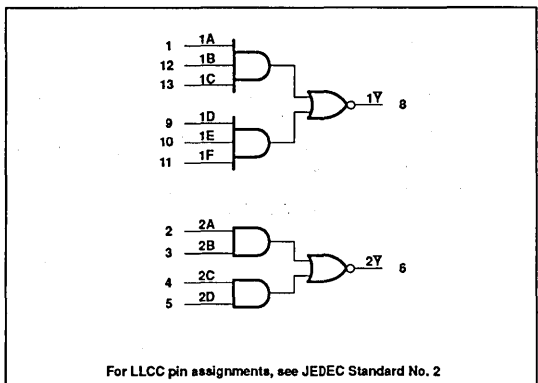 1 1A
12 1B
13 1C
1Y 8
9 1D
10 1E
11 1F
2 2A
3 2B
2Y 6
4 2C
5 2D
For LLCC pin assignments, see JEDEC Standard No. 2